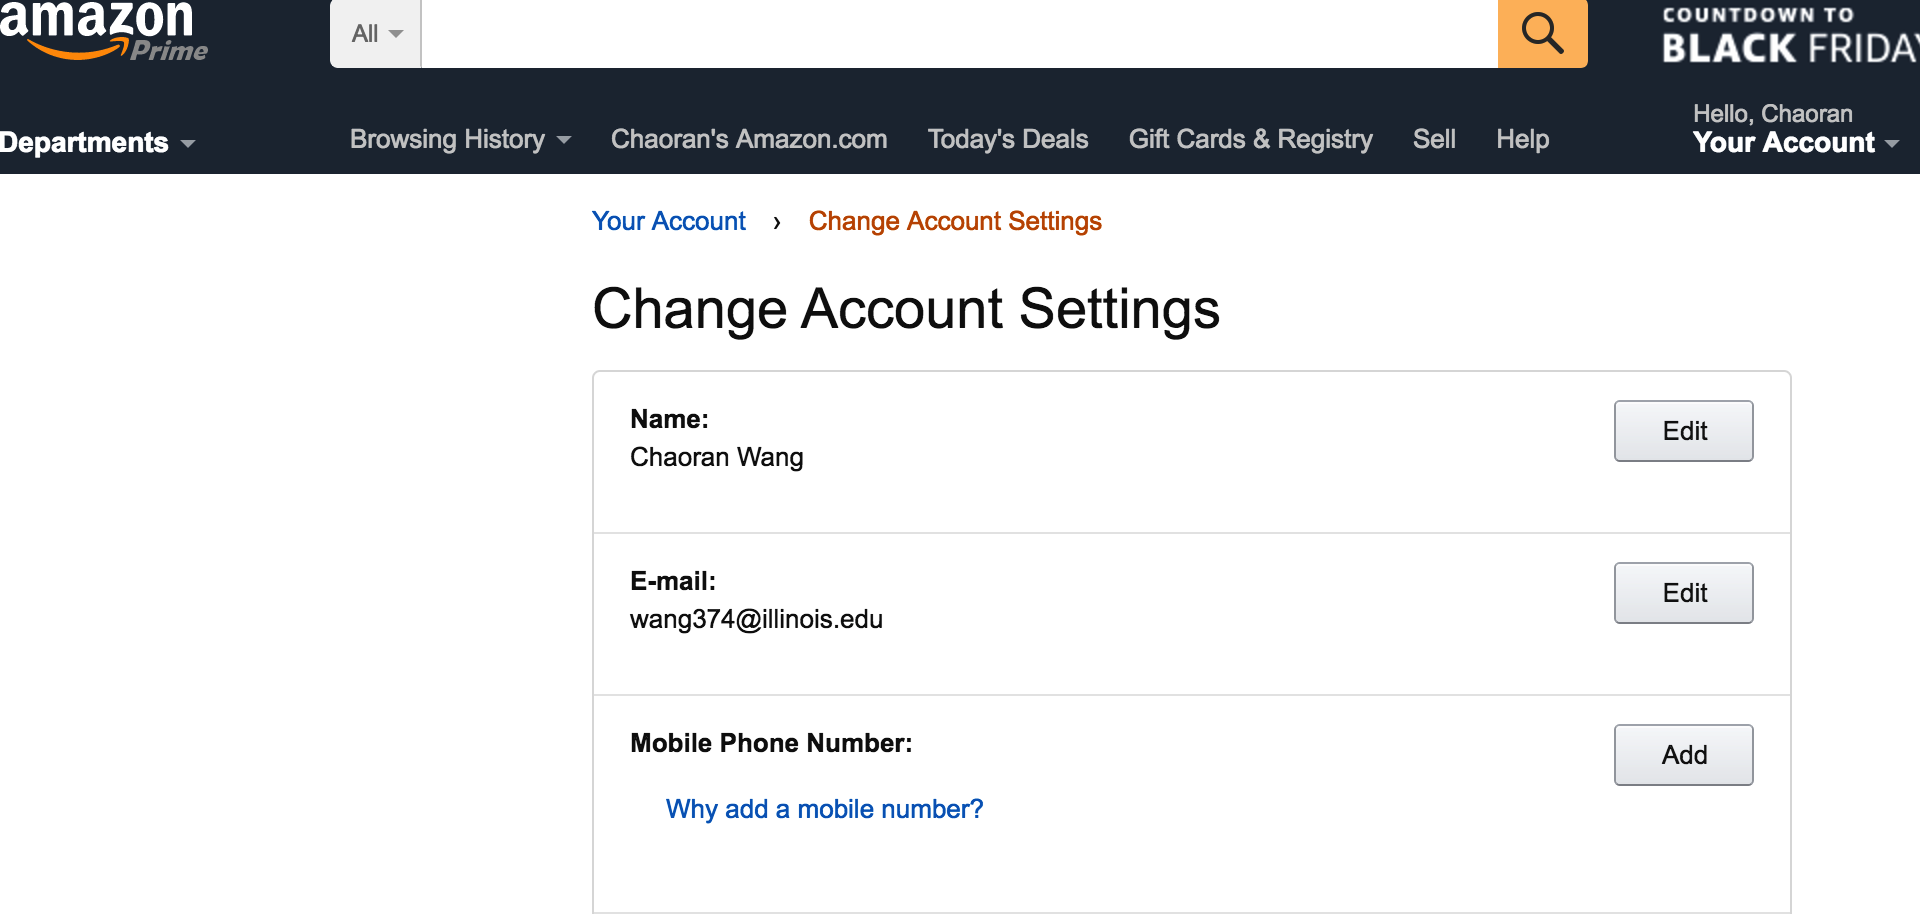 amazon
Prime
All
COUNTDOWN TO
BLACK FRIDAY
Departments
Browsing History
Chaoran's Amazon.com
Today's Deals
Gift Cards & Registry
Sell
Help
Hello, Chaoran
Your Account
Your Account › Change Account Settings
Change Account Settings
Name:
Chaoran Wang
Edit
E-mail:
wang374@illinois.edu
Edit
Mobile Phone Number:
Add
Why add a mobile number?